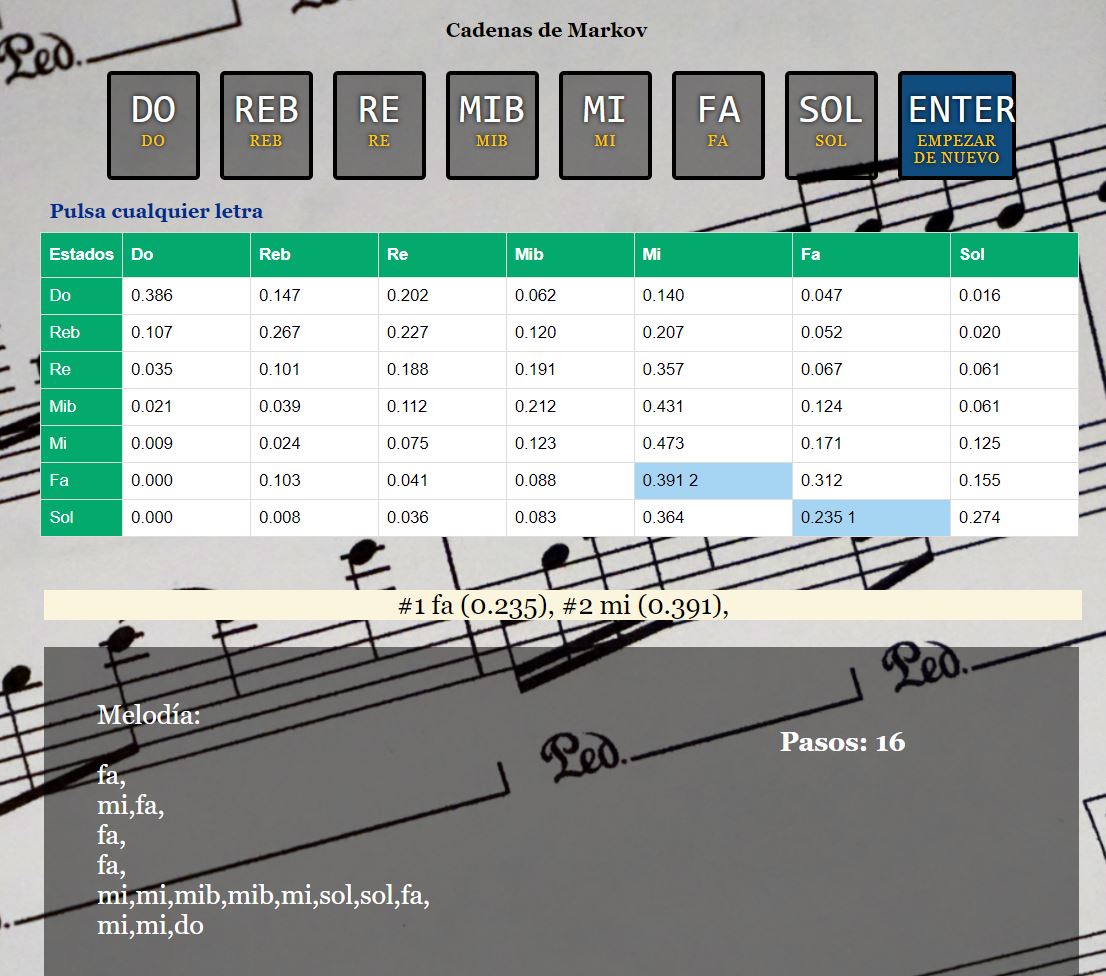 Cadenas de Markov
DO REB RE MIB MI FA SOL ENTER
DO REB RE MIB MI FA SOL EMPEZAR
DE NUEVO
Pulsa cualquier letra
Estados Do Reb Re Mib Mi Fa Sol
Do 0.386 0.147 0.202 0.062 0.140 0.047 0.016
Reb 0.107 0.267 0.227 0.120 0.207 0.052 0.020
Re 0.035 0.101 0.188 0.191 0.357 0.067 0.061
Mib 0.021 0.039 0.112 0.212 0.431 0.124 0.061
Mi 0.009 0.024 0.075 0.123 0.473 0.171 0.125
Fa 0.000 0.103 0.041 0.088 0.391 2 0.312 0.155
Sol 0.000 0.008 0.036 0.083 0.364 0.235 1 0.274
#1 fa (0.235), #2 mi (0.391),
Ped.
Ped.
Ped.
Melodía:
Pasos: 16
fa,
mi,fa,
fa,
fa,
mi,mi,mib,mib,mi,sol,sol,fa,
mi,mi,do